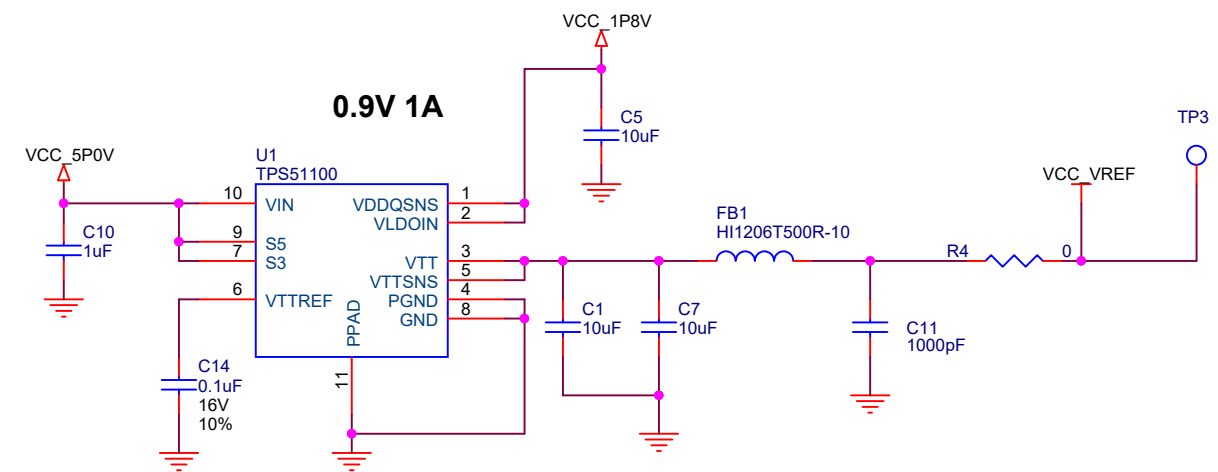 VCC_1P8V
0.9V 1A
C5
10uF
TP3
VCC_5P0V
U1
TPS51100
VCC_VREF
10
VIN
VDDQSNS
1
VLDOIN
2
C10
1uF
9
S5
7
S3
FB1
HI1206T500R-10
VTT
3
R4
0
VTTSNS
5
6
VTTREF
PGND
4
GND
8
PPAD
11
C1
10uF
C7
10uF
C11
1000pF
C14
0.1uF
16V
10%